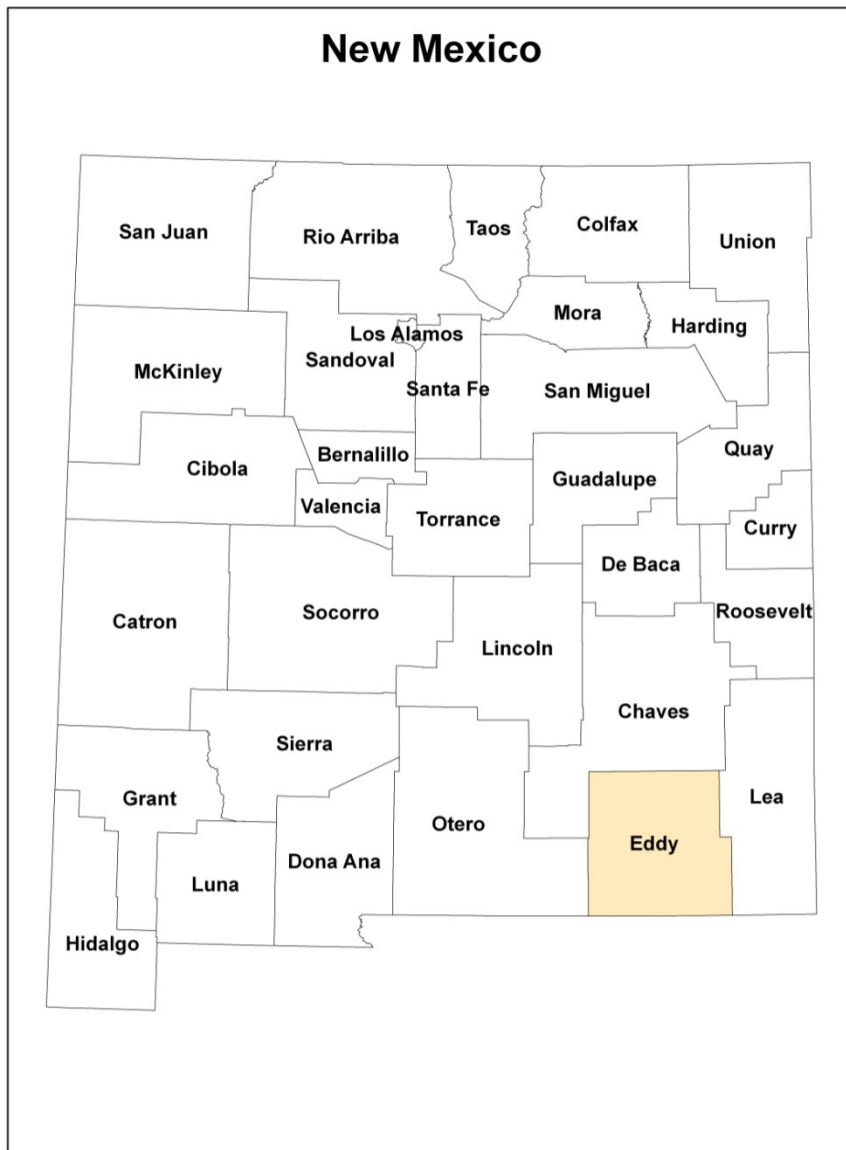 New Mexico
San Juan
Rio Arriba
Taos
Colfax
Union
Mora
Harding
Los Alamos
Sandoval
McKinley
Santa Fe
San Miguel
Quay
Cibola
Bernalillo
Guadalupe
Valencia
Torrance
Curry
De Baca
Roosevelt
Catron
Socorro
Lincoln
Chaves
Sierra
Grant
Lea
Otero
Eddy
Dona Ana
Luna
Hidalgo